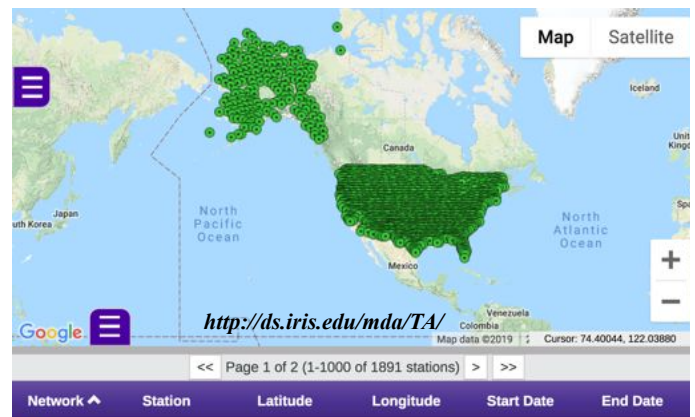 Map Satellite
Iceland
Canada
North
Pacific
Ocean
Japan
North
Atlantic
Ocean
Mexico
http://ds.iris.edu/mda/TA/
Venezuela
Colombia
Google
Map data ©2019
Cursor: 74.40044, 122.03880
<< Page 1 of 2 (1-1000 of 1891 stations) > >>
Network Station Latitude Longitude Start Date End Date